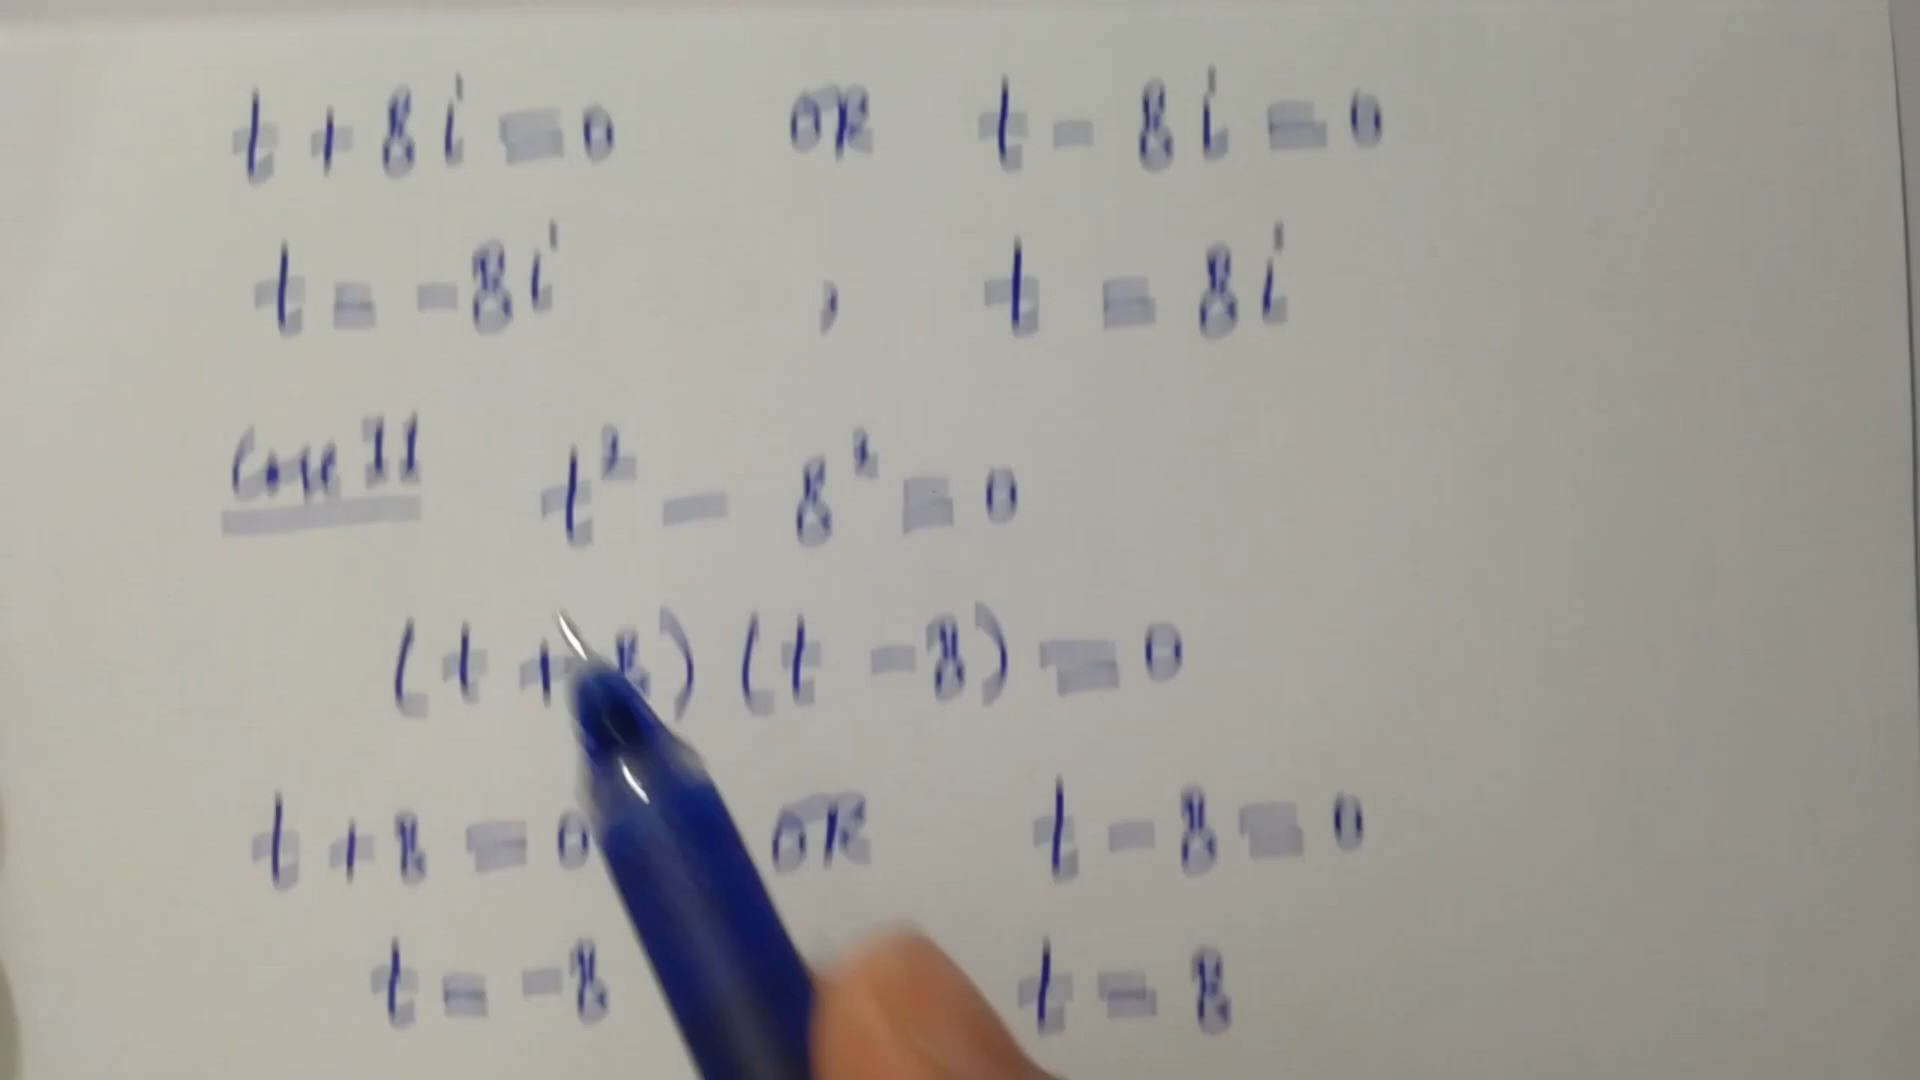 t + 8i = 0 OR t - 8i = 0
t = -8i , t = 8i
Case II t² - 8² = 0
(t + 8) (t - 8) = 0
t + 8 = 0 OR t - 8 = 0
t = -8 t = 8